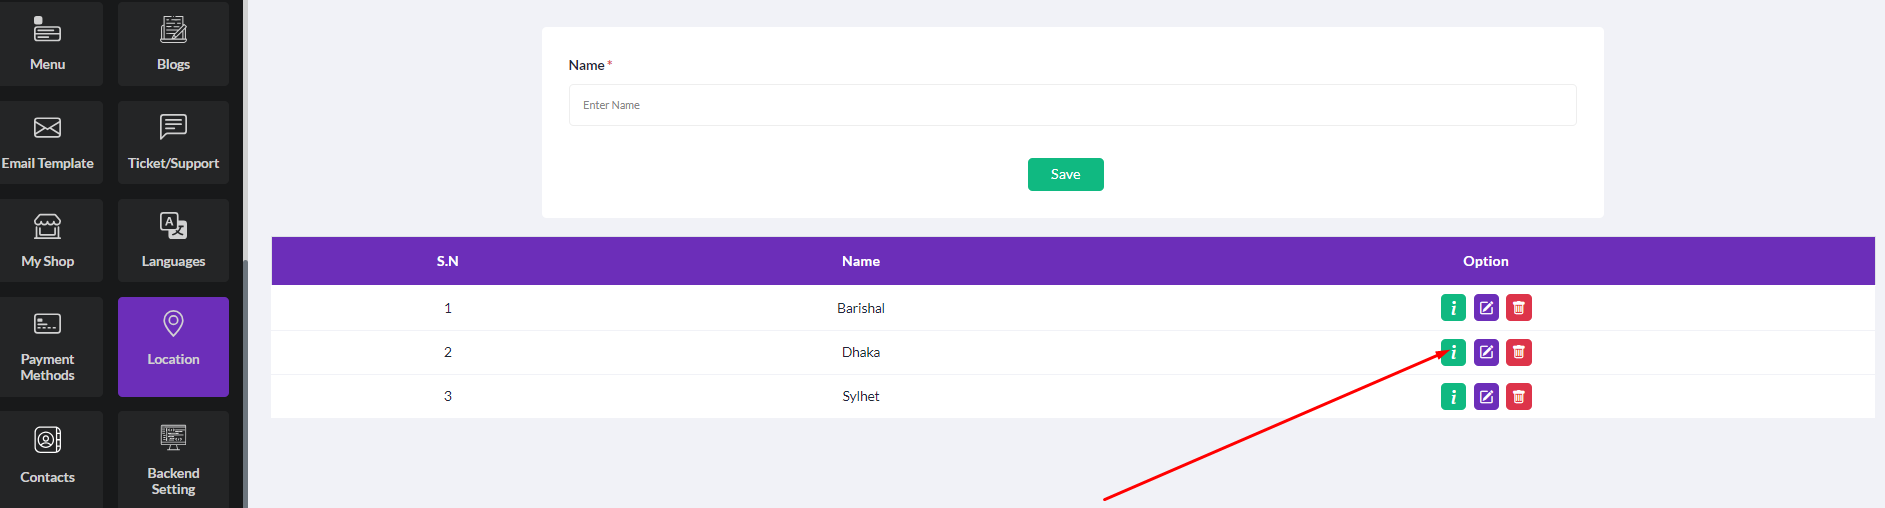 Menu
Blogs
Email Template
Ticket/Support
My Shop
Languages
Payment
Methods
Location
Contacts
Backend
Setting
Name *
Enter Name
Save
S.N Name Option
1 Barishal
2 Dhaka
3 Sylhet